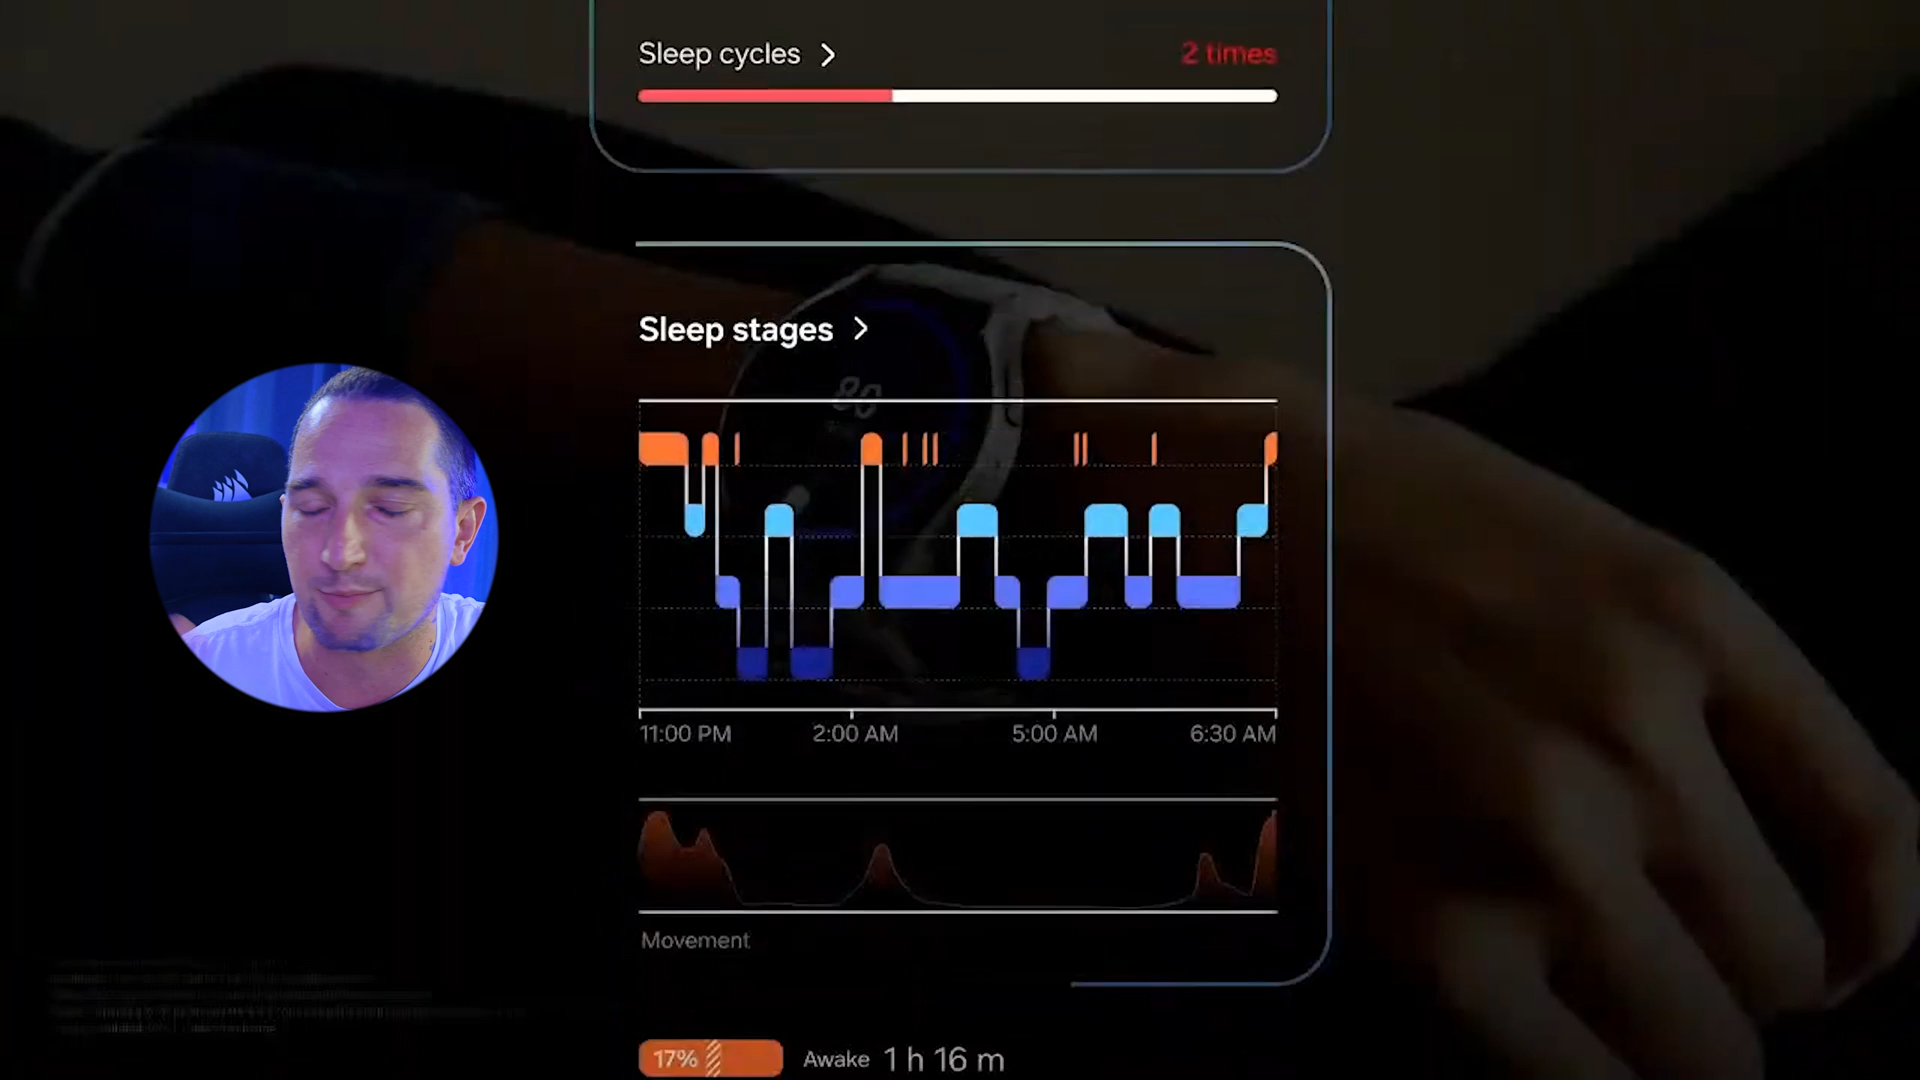 Sleep cycles
2 times
Sleep stages
80
11:00 PM 2:00 AM 5:00 AM 6:30 AM
Movement
17% Awake 1 h 16 m